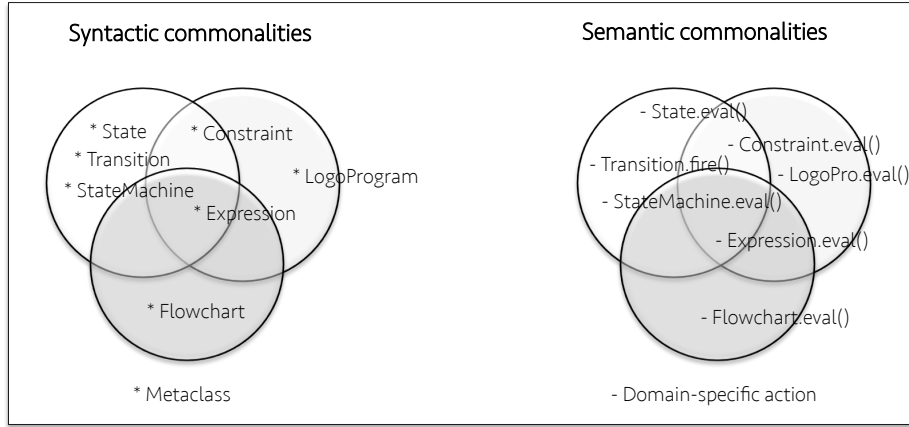 Syntactic commonalities
* State
* Constraint
* Transition
* LogoProgram
* StateMachine
* Expression
* Flowchart
* Metaclass
Semantic commonalities
- State.eval()
- Constraint.eval()
- Transition.fire()
- LogoPro.eval()
- StateMachine.eval()
- Expression.eval()
- Flowchart.eval()
- Domain-specific action